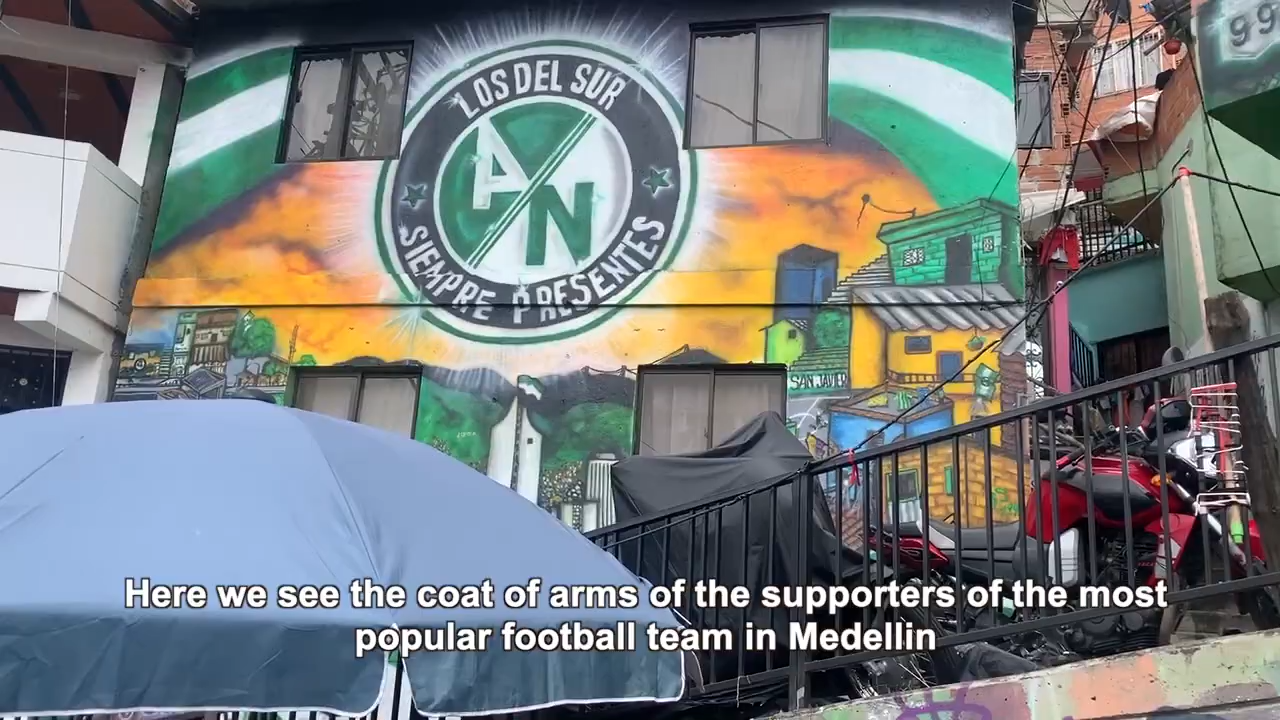 99
LOS DEL SUR
AN
SIEMPRE PRESENTES
SAN JAVIER
Here we see the coat of arms of the supporters of the most
popular football team in Medellin